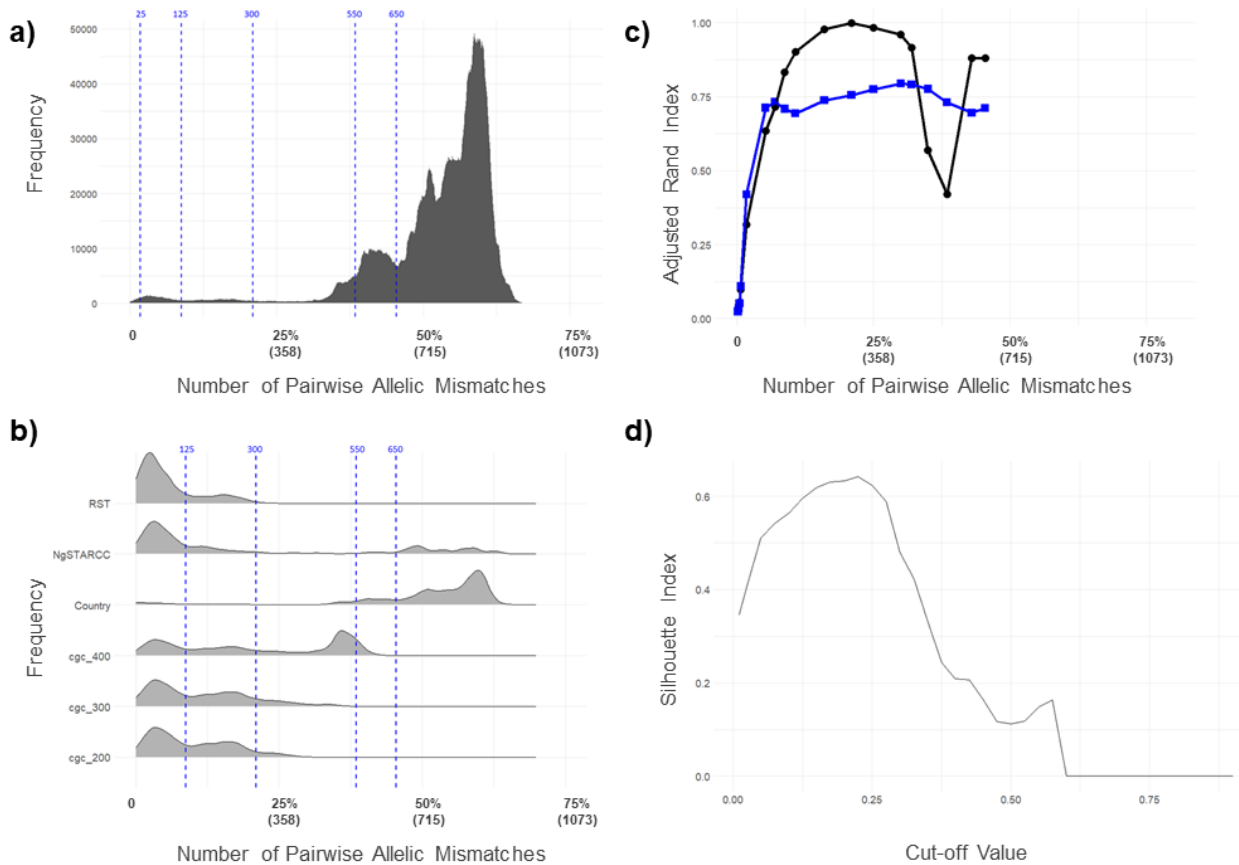 a)
25 125 300 550 650
50000
40000
30000
20000
10000
0
Frequency
0 25% 50% 75%
(358) (715) (1073)
Number of Pairwise Allelic Mismatches
c)
1.00
0.75
0.50
0.25
0.00
Adjusted Rand Index
0 25% 50% 75%
(358) (715) (1073)
Number of Pairwise Allelic Mismatches
b)
125 300 550 650
RST
NgSTARCC
Country
cgc_400
cgc_300
cgc_200
Frequency
0 25% 50% 75%
(358) (715) (1073)
Number of Pairwise Allelic Mismatches
d)
0.6
0.4
0.2
0.0
Silhouette Index
0.00 0.25 0.50 0.75
Cut-off Value